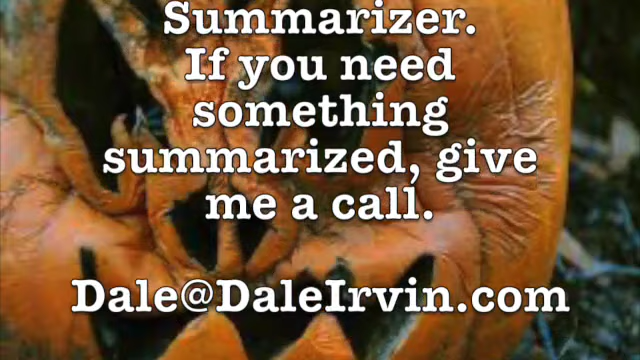 Summarizer.
If you need
something
summarized, give
me a call.
Dale@DaleIrvin.com